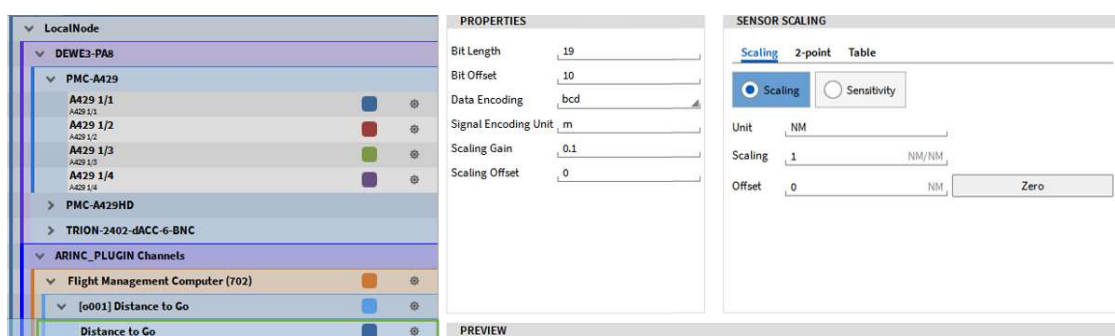 LocalNode
DEWE3-PA8
PMC-A429
A429 1/1
A429 1/1
A429 1/2
A429 1/2
A429 1/3
A429 1/3
A429 1/4
A429 1/4
PMC-A429HD
TRION-2402-dACC-6-BNC
ARINC_PLUGIN Channels
Flight Management Computer (702)
[o001] Distance to Go
Distance to Go
PROPERTIES
Bit Length 19
Bit Offset 10
Data Encoding bcd
Signal Encoding Unit m
Scaling Gain 0.1
Scaling Offset 0
SENSOR SCALING
Scaling 2-point Table
Scaling Sensitivity
Unit NM
Scaling 1 NM/NM
Offset 0 NM Zero
PREVIEW